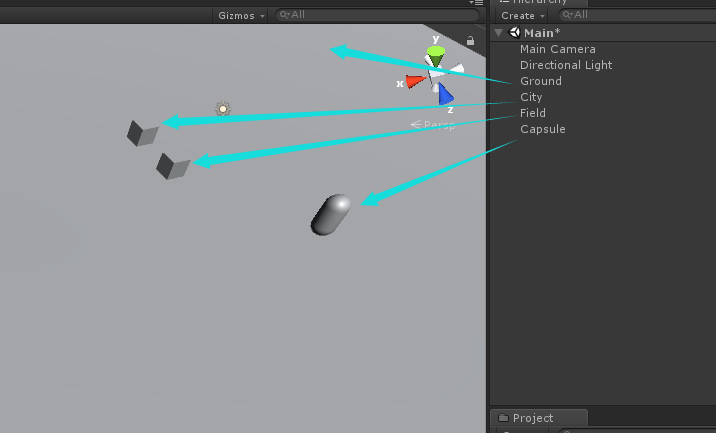 Hierarchy
Gizmos All
Create All
y
Main*
Main Camera
Directional Light
x
Ground
City
z
Field
Persp
Capsule
Project